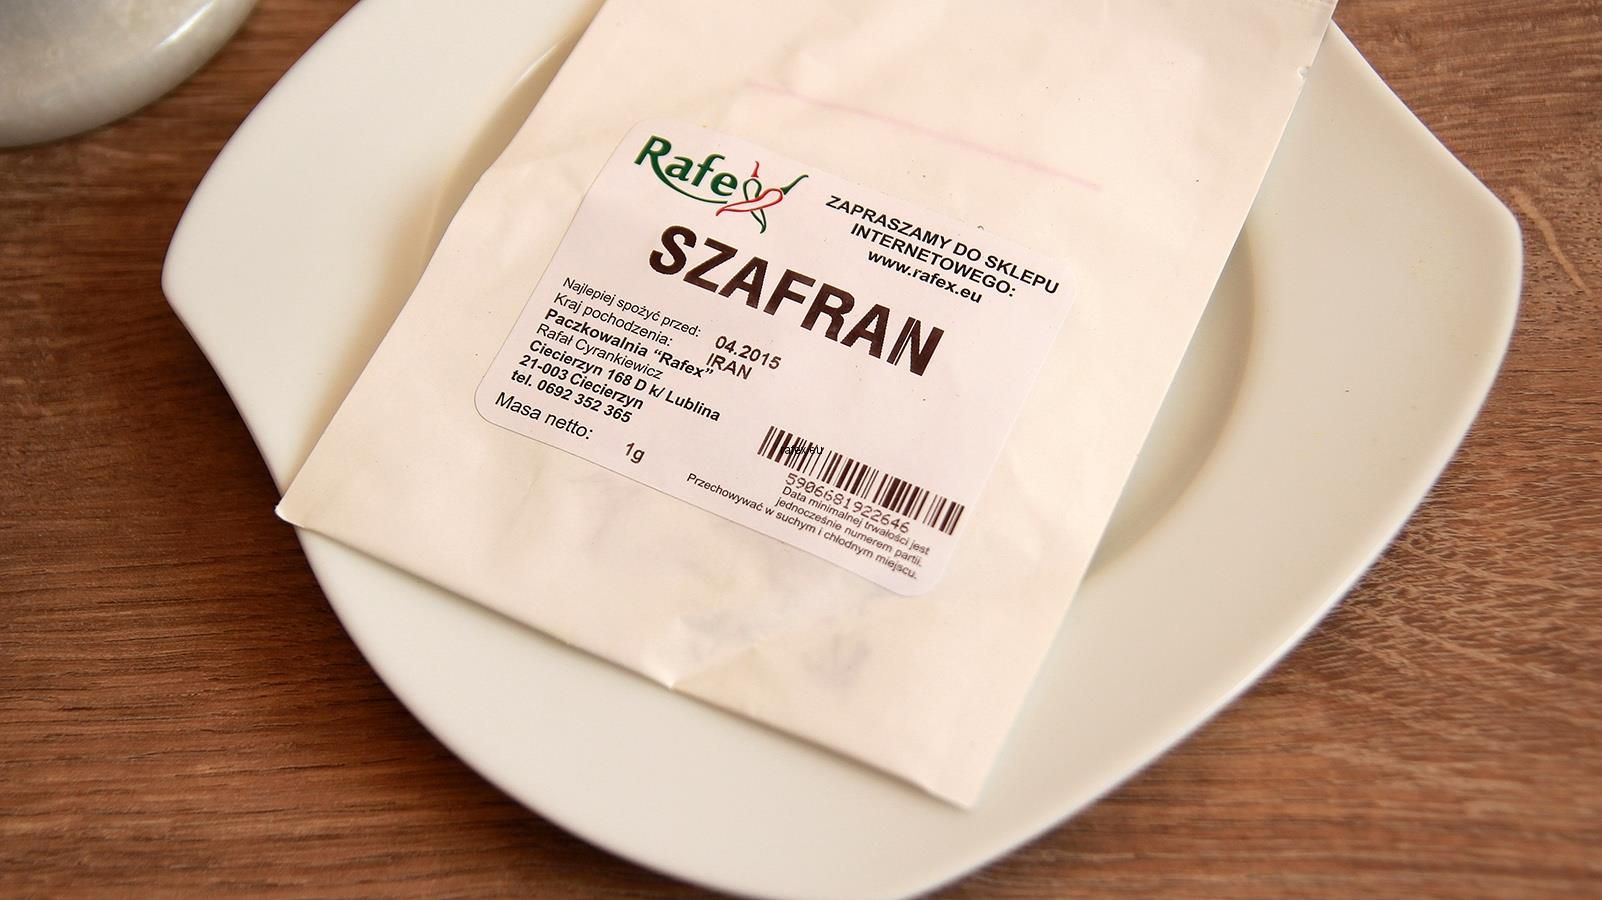 Rafex
ZAPRASZAMY DO SKLEPU
INTERNETOWEGO:
www.rafex.eu
SZAFRAN
Najlepiej spożyć przed: 04.2015
Kraj pochodzenia: IRAN
Paczkowalnia “Rafex”
Rafał Cyrankiewicz
Ciecierzyn 168 D k/ Lublina
21-003 Ciecierzyn
tel. 0692 352 365
Masa netto: 1g
rafex.eu
5906681922646
Data minimalnej trwałości jest
jednocześnie numerem partii.
Przechowywać w suchym i chłodnym miejscu.